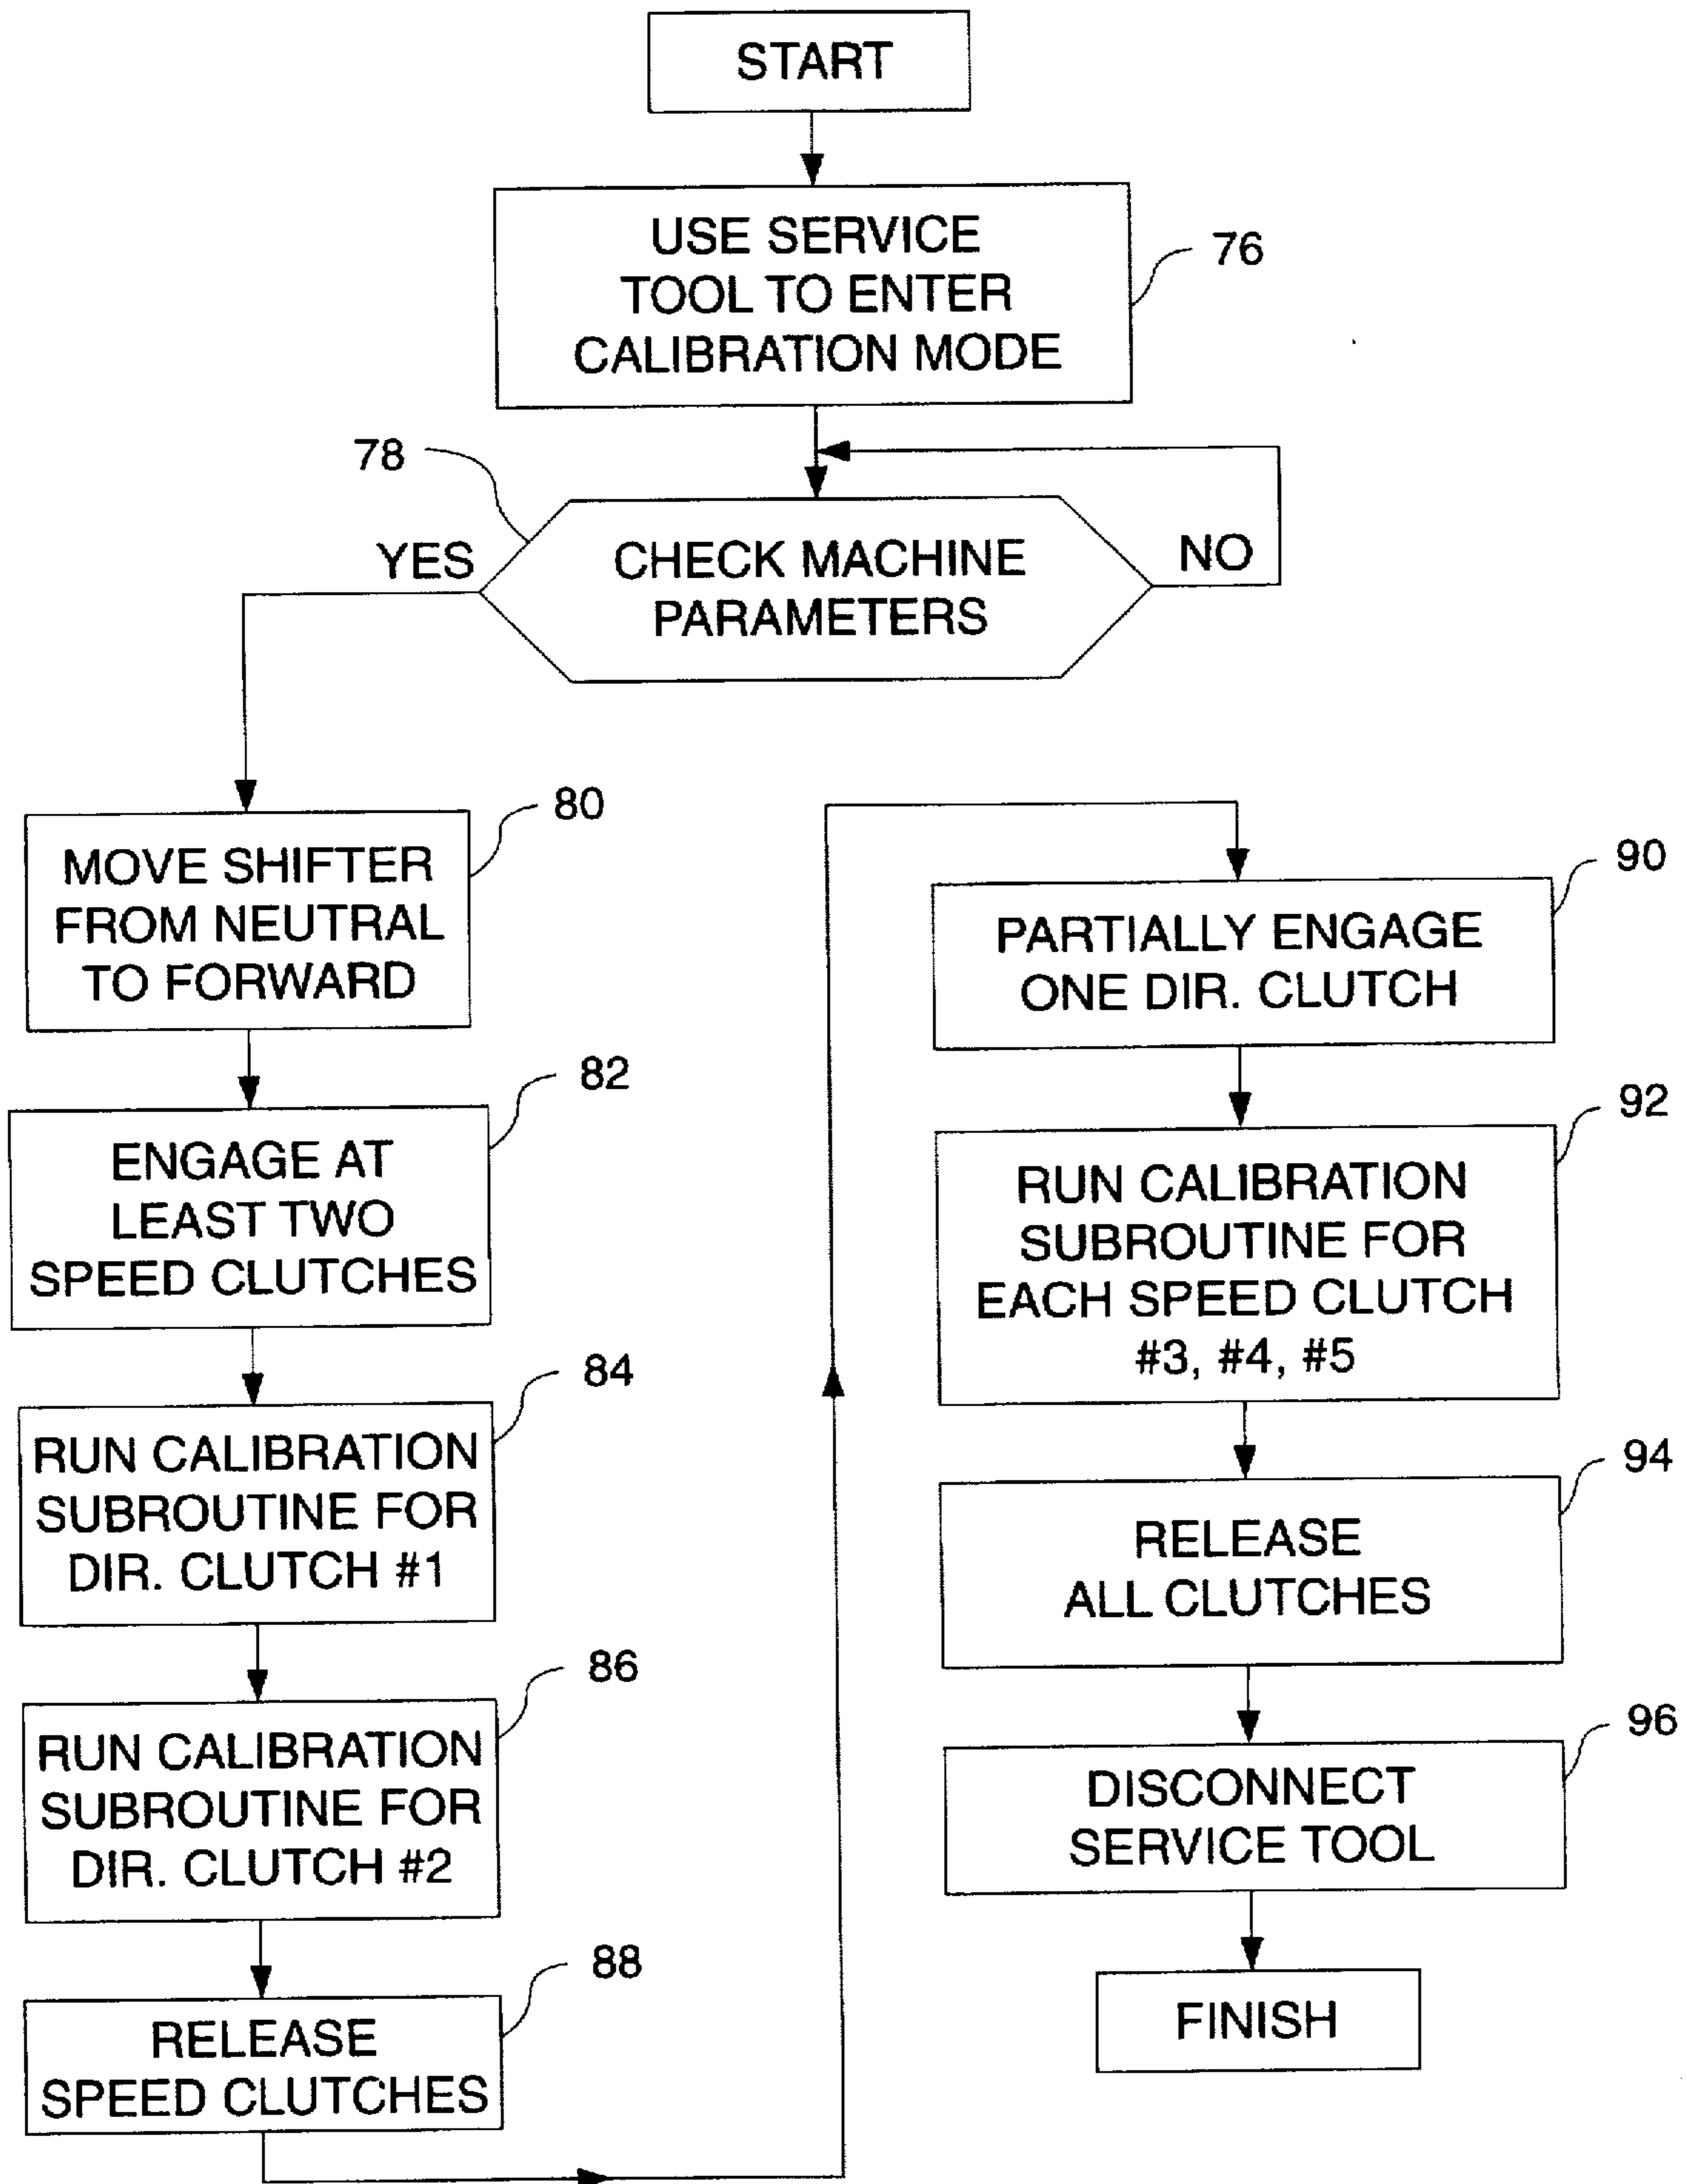 START
USE SERVICE
TOOL TO ENTER
CALIBRATION MODE
76
78
YES
CHECK MACHINE
PARAMETERS
NO
80
MOVE SHIFTER
FROM NEUTRAL
TO FORWARD
82
ENGAGE AT
LEAST TWO
SPEED CLUTCHES
84
RUN CALIBRATION
SUBROUTINE FOR
DIR. CLUTCH #1
86
RUN CALIBRATION
SUBROUTINE FOR
DIR. CLUTCH #2
88
RELEASE
SPEED CLUTCHES
90
PARTIALLY ENGAGE
ONE DIR. CLUTCH
92
RUN CALIBRATION
SUBROUTINE FOR
EACH SPEED CLUTCH
#3, #4, #5
94
RELEASE
ALL CLUTCHES
96
DISCONNECT
SERVICE TOOL
FINISH